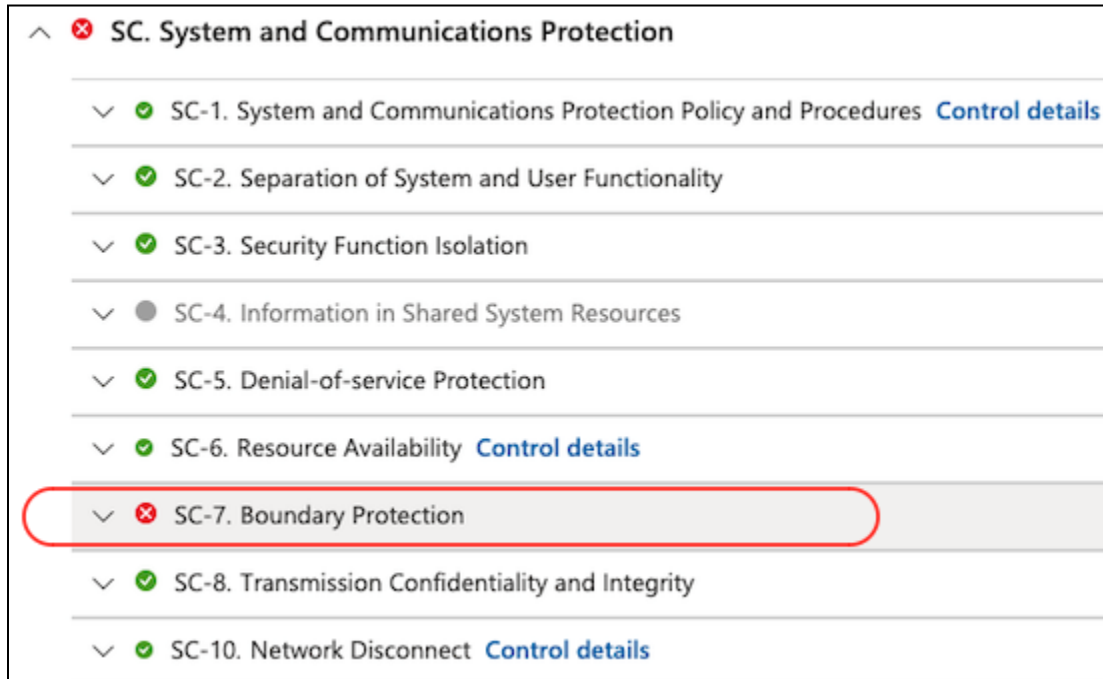 SC. System and Communications Protection
SC-1. System and Communications Protection Policy and Procedures Control details
SC-2. Separation of System and User Functionality
SC-3. Security Function Isolation
SC-4. Information in Shared System Resources
SC-5. Denial-of-service Protection
SC-6. Resource Availability Control details
SC-7. Boundary Protection
SC-8. Transmission Confidentiality and Integrity
SC-10. Network Disconnect Control details